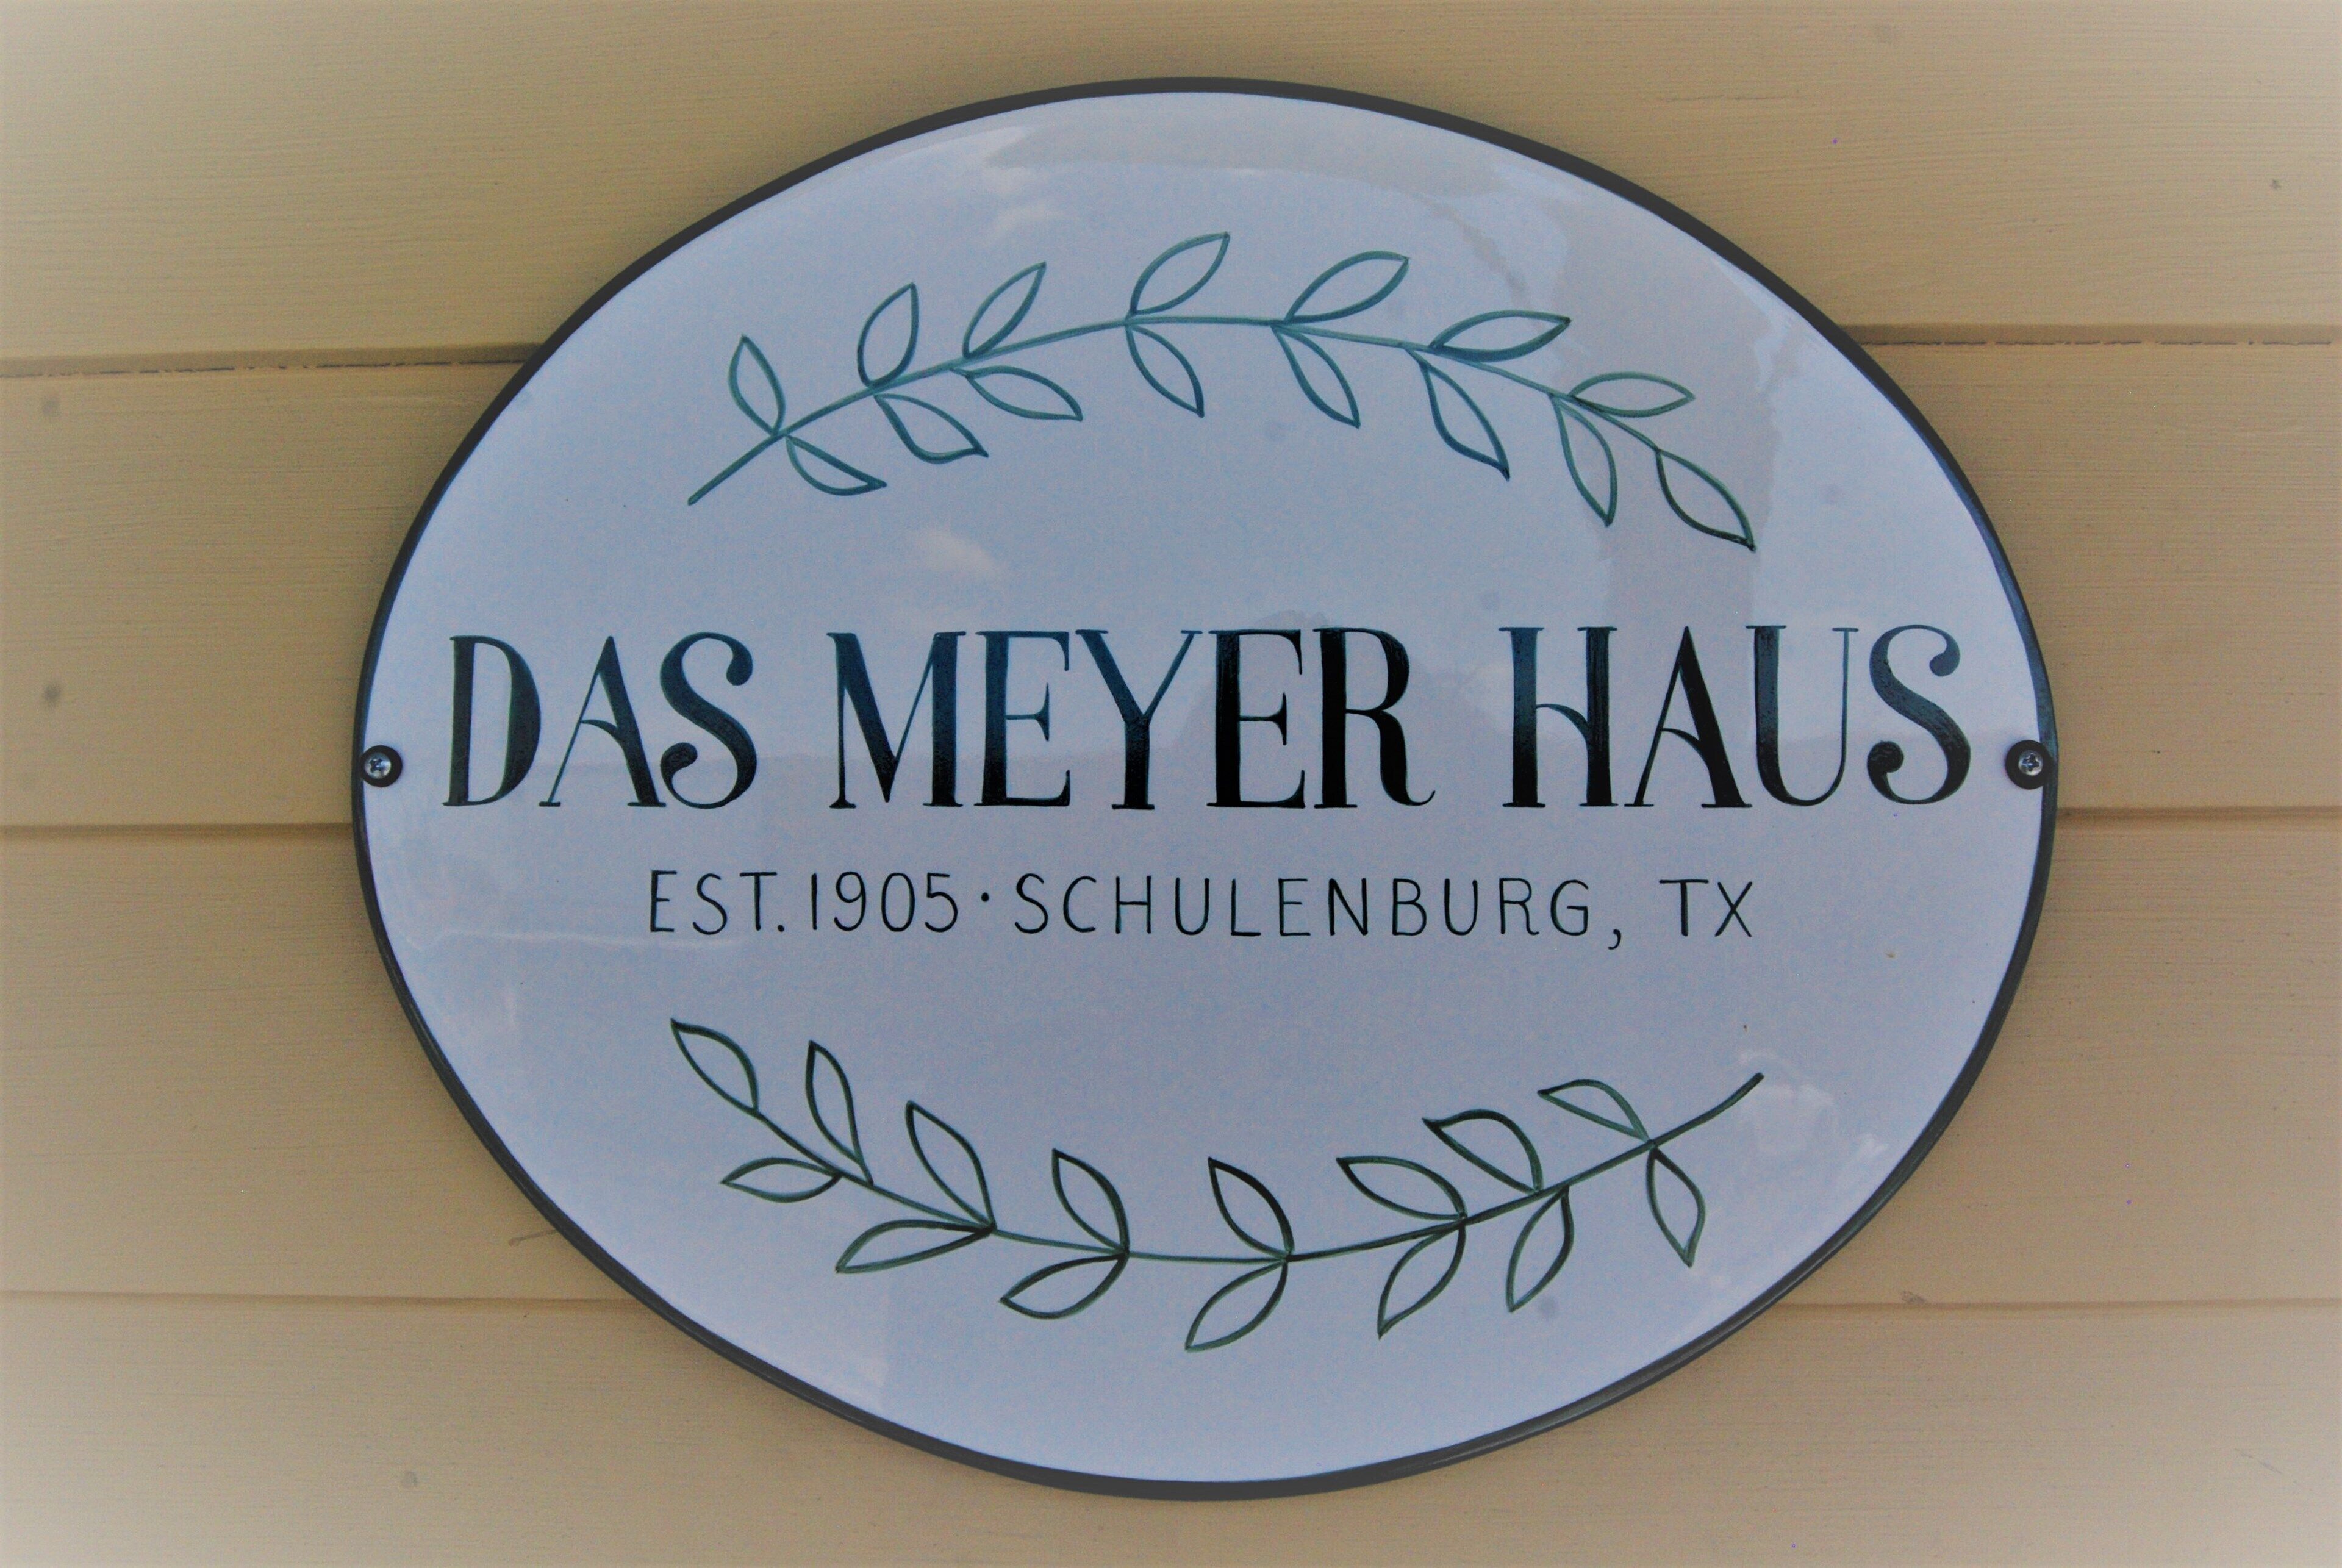 DAS MEYER HAUS
EST. 1905 · SCHULENBURG, TX